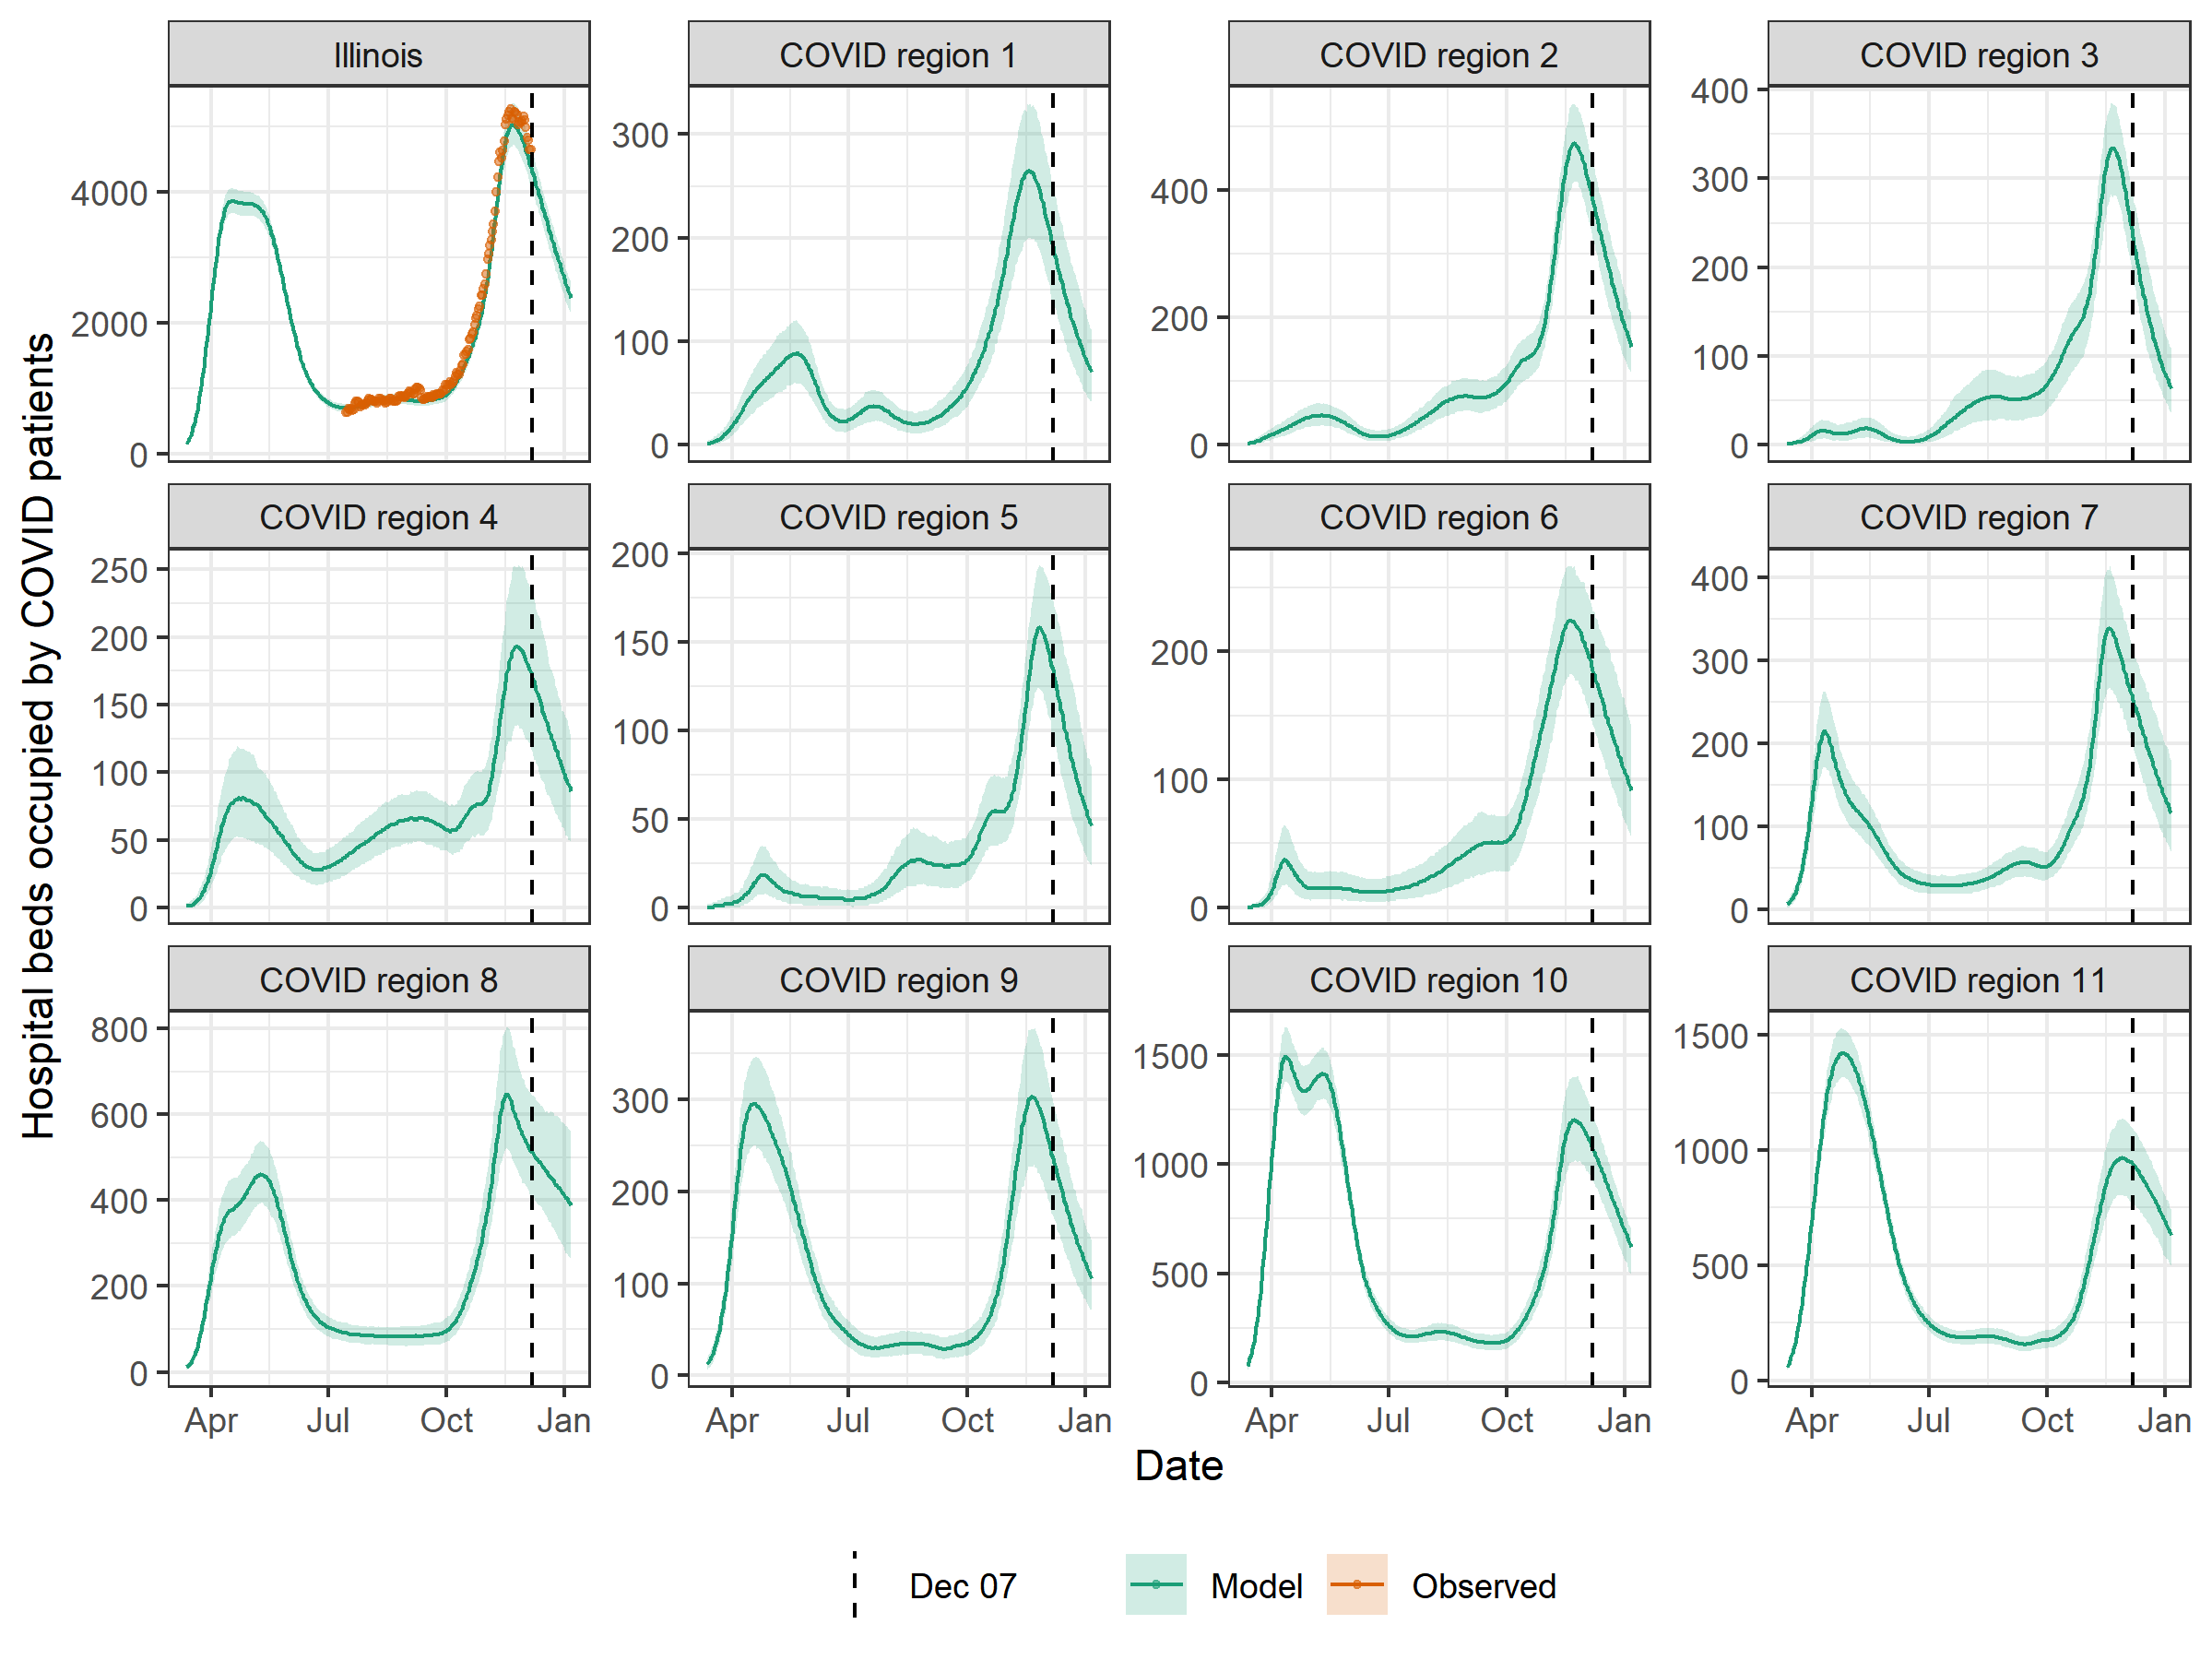 Illinois
COVID region 1
COVID region 2
COVID region 3
0
2000
4000
0
100
200
300
0
200
400
0
100
200
300
400
COVID region 4
COVID region 5
COVID region 6
COVID region 7
0
50
100
150
200
250
0
50
100
150
200
0
100
200
0
100
200
300
400
COVID region 8
COVID region 9
COVID region 10
COVID region 11
0
200
400
600
800
0
100
200
300
0
500
1000
1500
0
500
1000
1500
Apr Jul Oct Jan
Apr Jul Oct Jan
Apr Jul Oct Jan
Apr Jul Oct Jan
Hospital beds occupied by COVID patients
Date
Dec 07 Model Observed